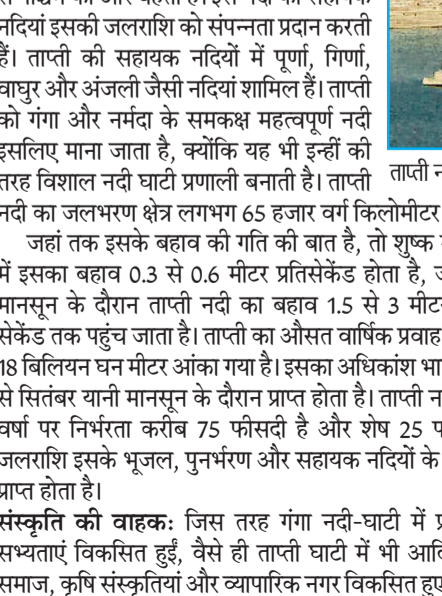 नदियां इसकी जलराशि को संपन्नता प्रदान करती
हैं। ताप्ती की सहायक नदियों में पूर्णा, गिर्णा,
वाघुर और अंजली जैसी नदियां शामिल हैं। ताप्ती
को गंगा और नर्मदा के समकक्ष महत्वपूर्ण नदी
इसलिए माना जाता है, क्योंकि यह भी इन्हीं की
तरह विशाल नदी घाटी प्रणाली बनाती है। ताप्ती
ताप्ती
नदी का जलभरण क्षेत्र लगभग 65 हजार वर्ग किलोमीटर
जहां तक इसके बहाव की गति की बात है, तो शुष्क
में इसका बहाव 0.3 से 0.6 मीटर प्रतिसेकेंड होता है,
मानसून के दौरान ताप्ती नदी का बहाव 1.5 से 3
सेकेंड तक पहुंच जाता है। ताप्ती का औसत वार्षिक प्रवाह
18 बिलियन घन मीटर आंका गया है। इसका अधिकांश
से सितंबर यानी मानसून के दौरान प्राप्त होता है। ताप्ती
वर्षा पर निर्भरता करीब 75 फीसदी है और शेष 25
जलराशि इसके भूजल, पुनर्भरण और सहायक नदियों के
प्राप्त होता है।
संस्कृति की वाहक: जिस तरह गंगा नदी-घाटी में
सभ्यताएं विकसित हुईं, वैसे ही ताप्ती घाटी में भी
समाज, कृषि संस्कृतियां और व्यापारिक नगर विकसित हुए